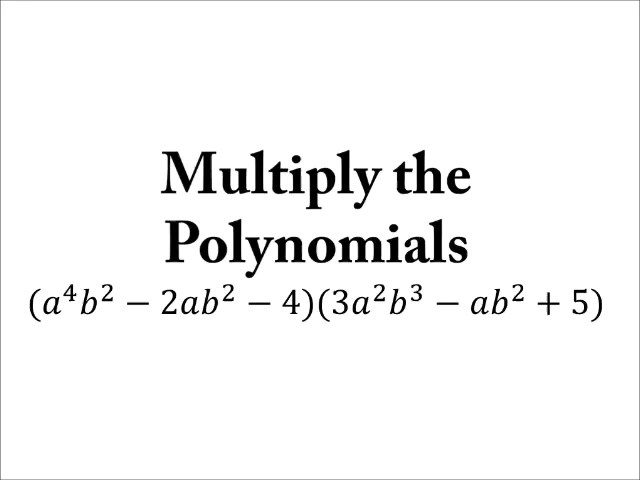 Multiply the
Polynomials
(a⁴b² − 2ab² − 4)(3a²b³ − ab² + 5)